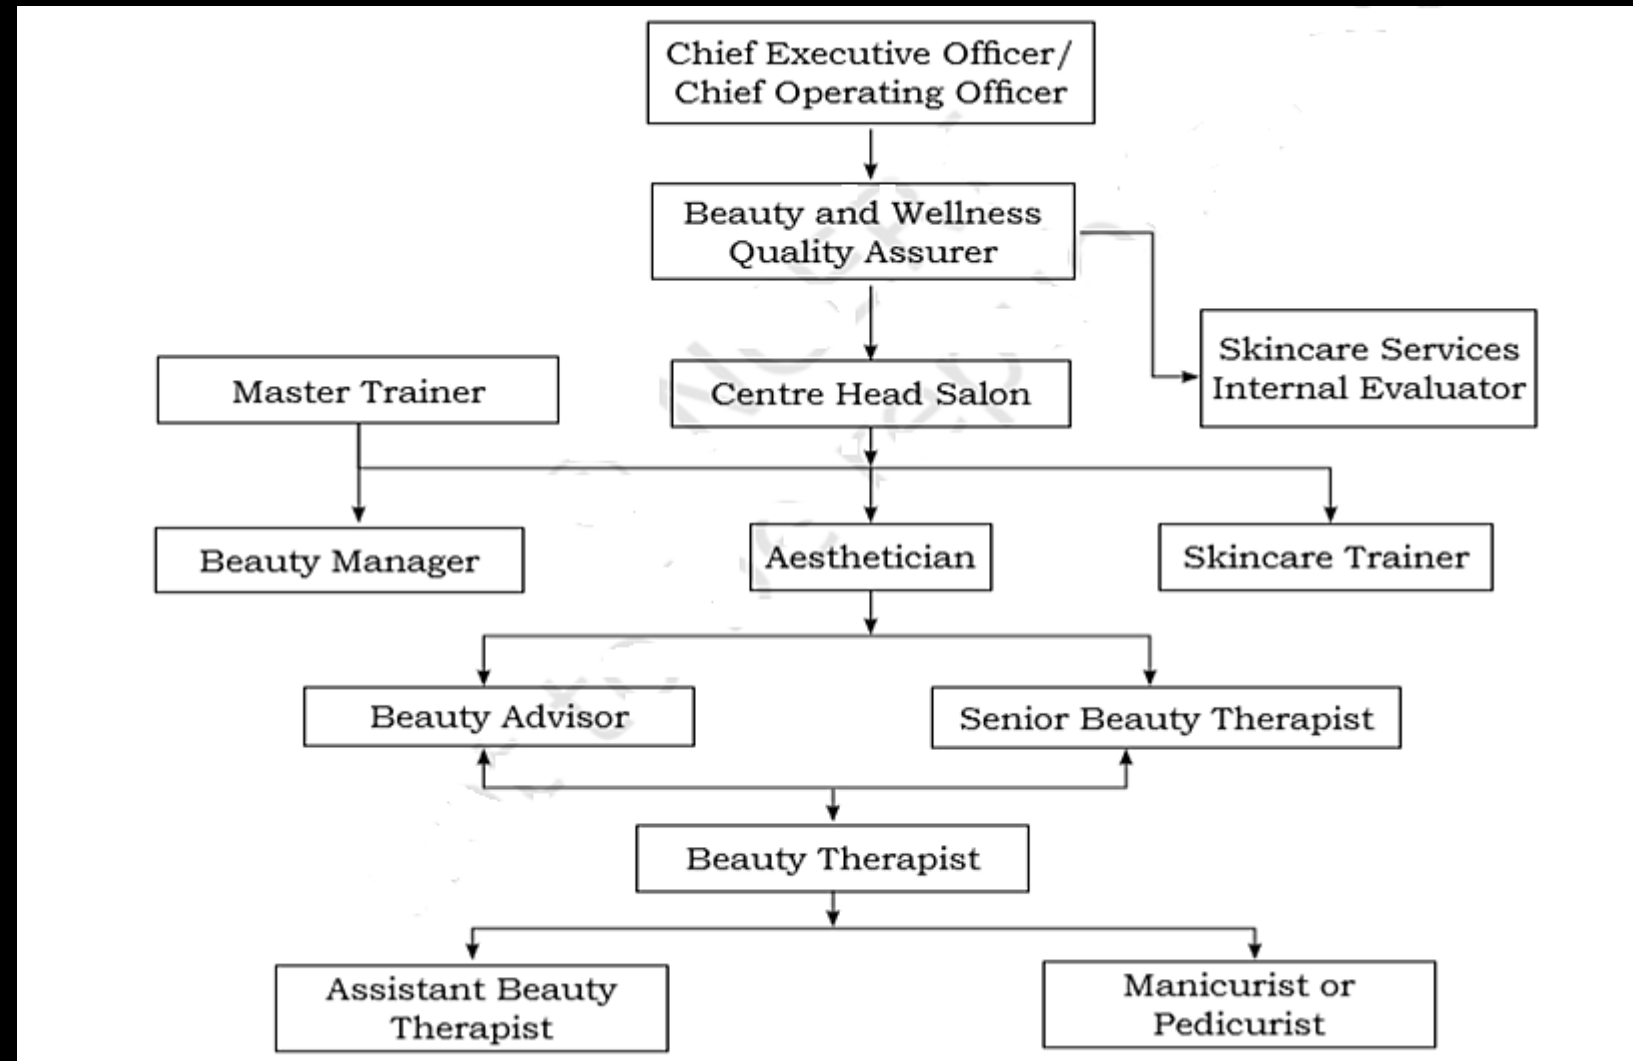 Chief Executive Officer/
Chief Operating Officer
Beauty and Wellness
Quality Assurer
Skincare Services
Internal Evaluator
Master Trainer
Centre Head Salon
Beauty Manager
Aesthetician
Skincare Trainer
Beauty Advisor
Senior Beauty Therapist
Beauty Therapist
Assistant Beauty
Therapist
Manicurist or
Pedicurist